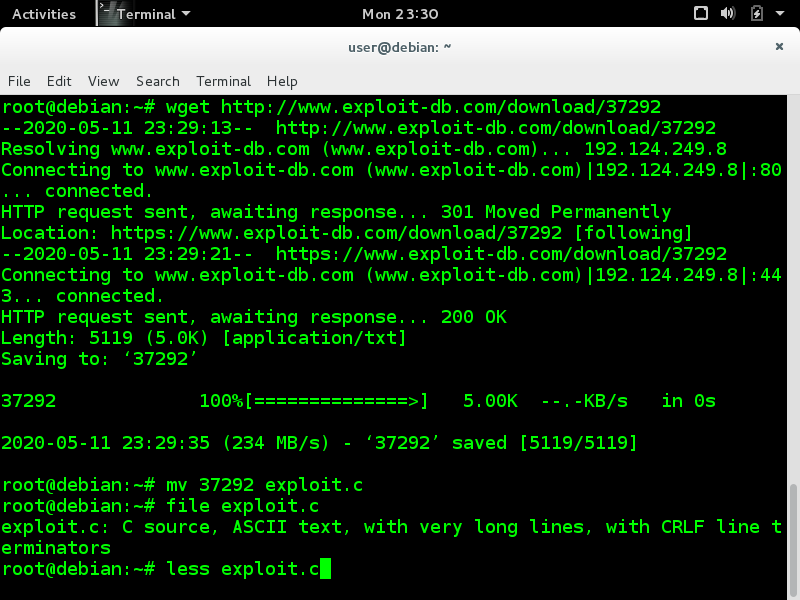 Activities Terminal Mon 23:30
user@debian: ~ ×
File Edit View Search Terminal Help
root@debian:~# wget http://www.exploit-db.com/download/37292
--2020-05-11 23:29:13--  http://www.exploit-db.com/download/37292
Resolving www.exploit-db.com (www.exploit-db.com)... 192.124.249.8
Connecting to www.exploit-db.com (www.exploit-db.com)|192.124.249.8|:80
... connected.
HTTP request sent, awaiting response... 301 Moved Permanently
Location: https://www.exploit-db.com/download/37292 [following]
--2020-05-11 23:29:21--  https://www.exploit-db.com/download/37292
Connecting to www.exploit-db.com (www.exploit-db.com)|192.124.249.8|:44
3... connected.
HTTP request sent, awaiting response... 200 OK
Length: 5119 (5.0K) [application/txt]
Saving to: ‘37292’
37292             100%[==============>]   5.00K  --.-KB/s   in 0s
2020-05-11 23:29:35 (234 MB/s) - ‘37292’ saved [5119/5119]
root@debian:~# mv 37292 exploit.c
root@debian:~# file exploit.c
exploit.c: C source, ASCII text, with very long lines, with CRLF line t
erminators
root@debian:~# less exploit.c